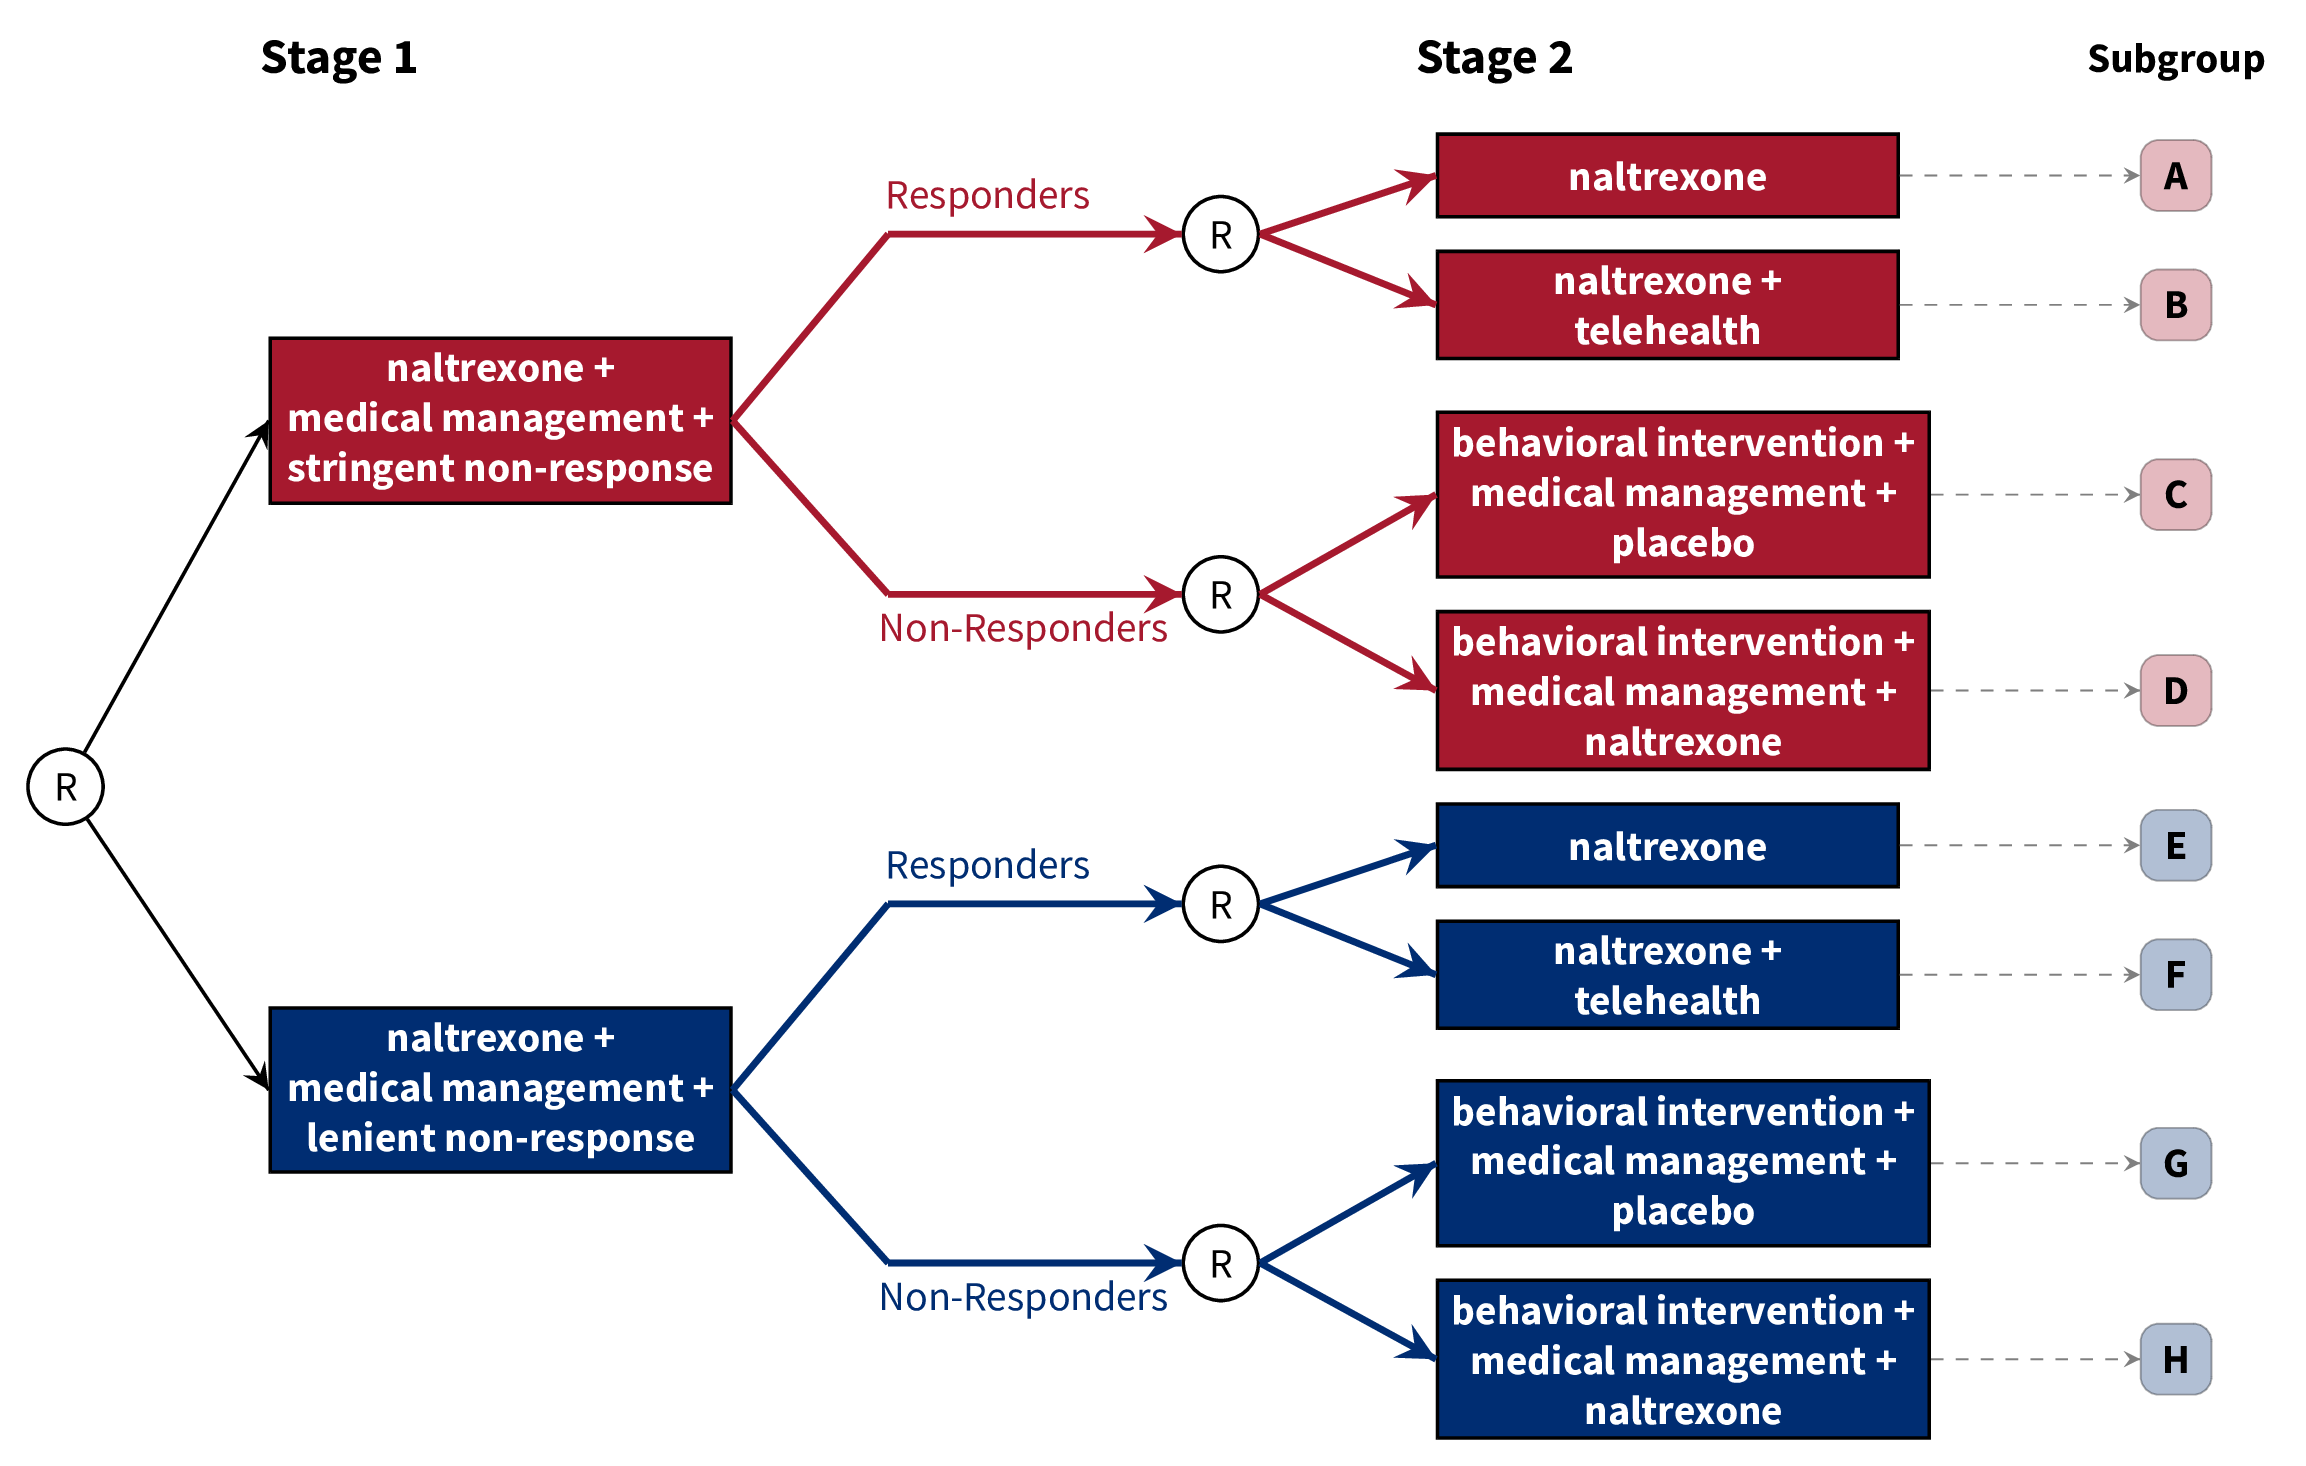 Stage 1
Stage 2
Subgroup
Responders
R
naltrexone
A
naltrexone +
telehealth
B
naltrexone +
medical management +
stringent non-response
Non-Responders
R
behavioral intervention +
medical management +
placebo
C
behavioral intervention +
medical management +
naltrexone
D
R
Responders
R
naltrexone
E
naltrexone +
telehealth
F
naltrexone +
medical management +
lenient non-response
Non-Responders
R
behavioral intervention +
medical management +
placebo
G
behavioral intervention +
medical management +
naltrexone
H